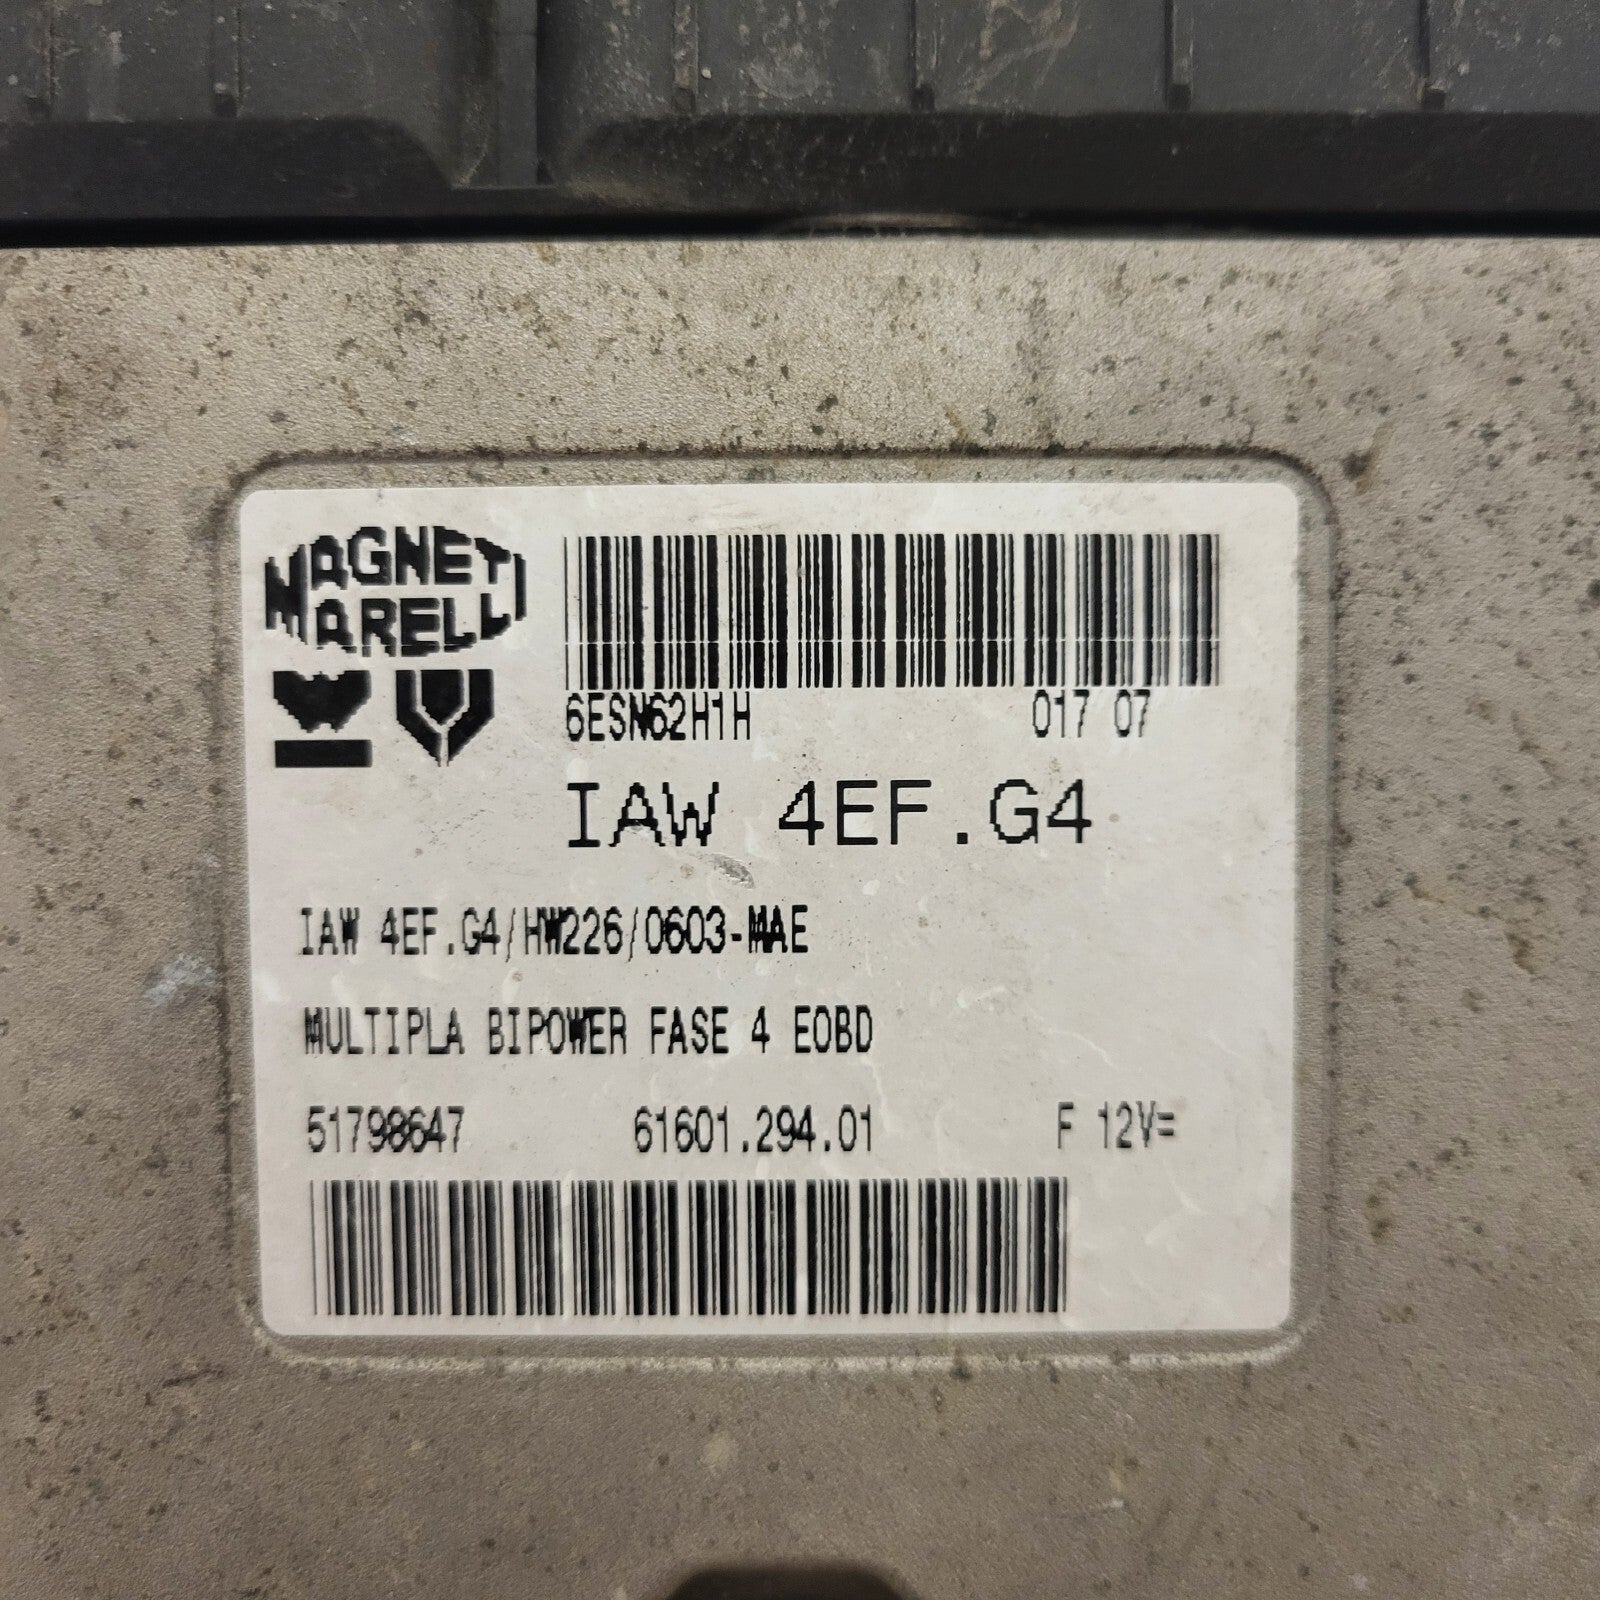 MAGNETI
MARELLI
6ESN62H1H 017 07
IAW 4EF.G4
IAW 4EF.G4/HW226/0603-MAE
MULTIPLA BIPOWER FASE 4 EOBD
51798647 61601.294.01 F 12V=